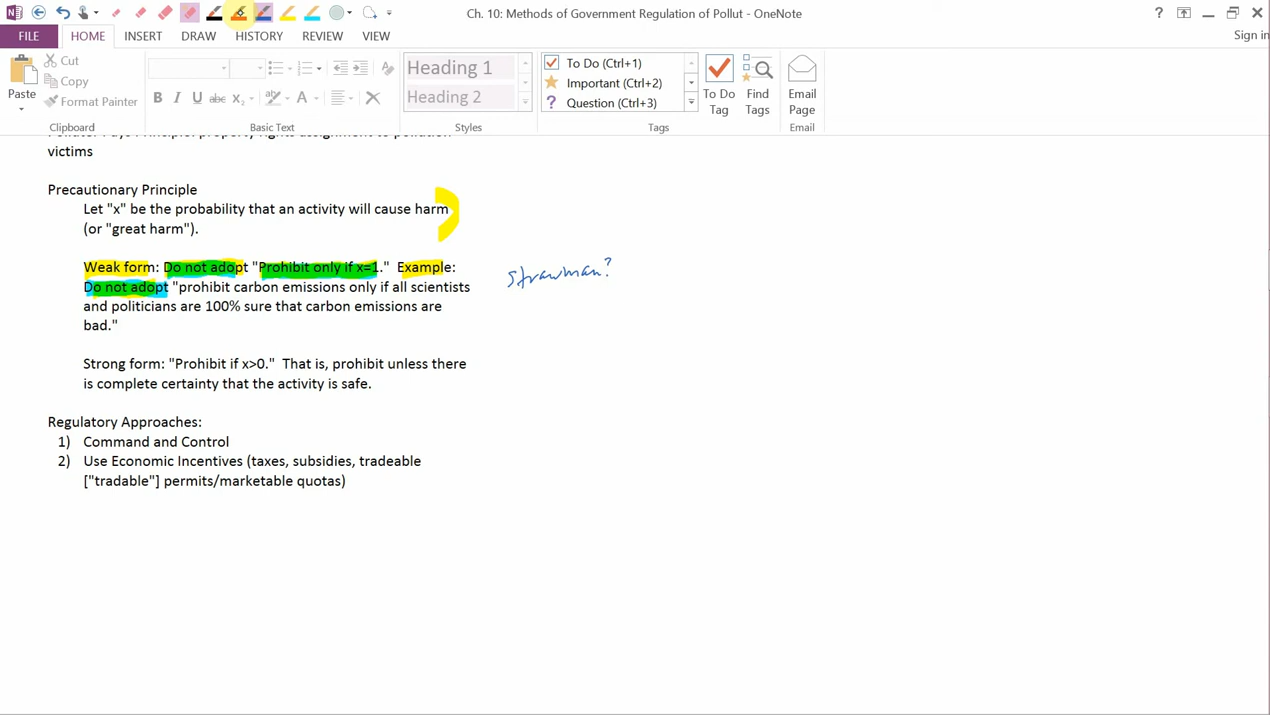 Ch. 10: Methods of Government Regulation of Pollut - OneNote
FILE HOME INSERT DRAW HISTORY REVIEW VIEW
Sign in
Paste
Cut
Copy
Format Painter
Clipboard
B I U abc X₂ A
Basic Text
Heading 1
Heading 2
Styles
To Do (Ctrl+1)
Important (Ctrl+2)
Question (Ctrl+3)
To Do Tag
Find Tags
Tags
Email Page
Email
victims
Precautionary Principle
Let "x" be the probability that an activity will cause harm
(or "great harm").
Weak form: Do not adopt "Prohibit only if x=1." Example:
Do not adopt "prohibit carbon emissions only if all scientists
and politicians are 100% sure that carbon emissions are
bad."
strawman?
Strong form: "Prohibit if x>0." That is, prohibit unless there
is complete certainty that the activity is safe.
Regulatory Approaches:
1) Command and Control
2) Use Economic Incentives (taxes, subsidies, tradeable
["tradable"] permits/marketable quotas)